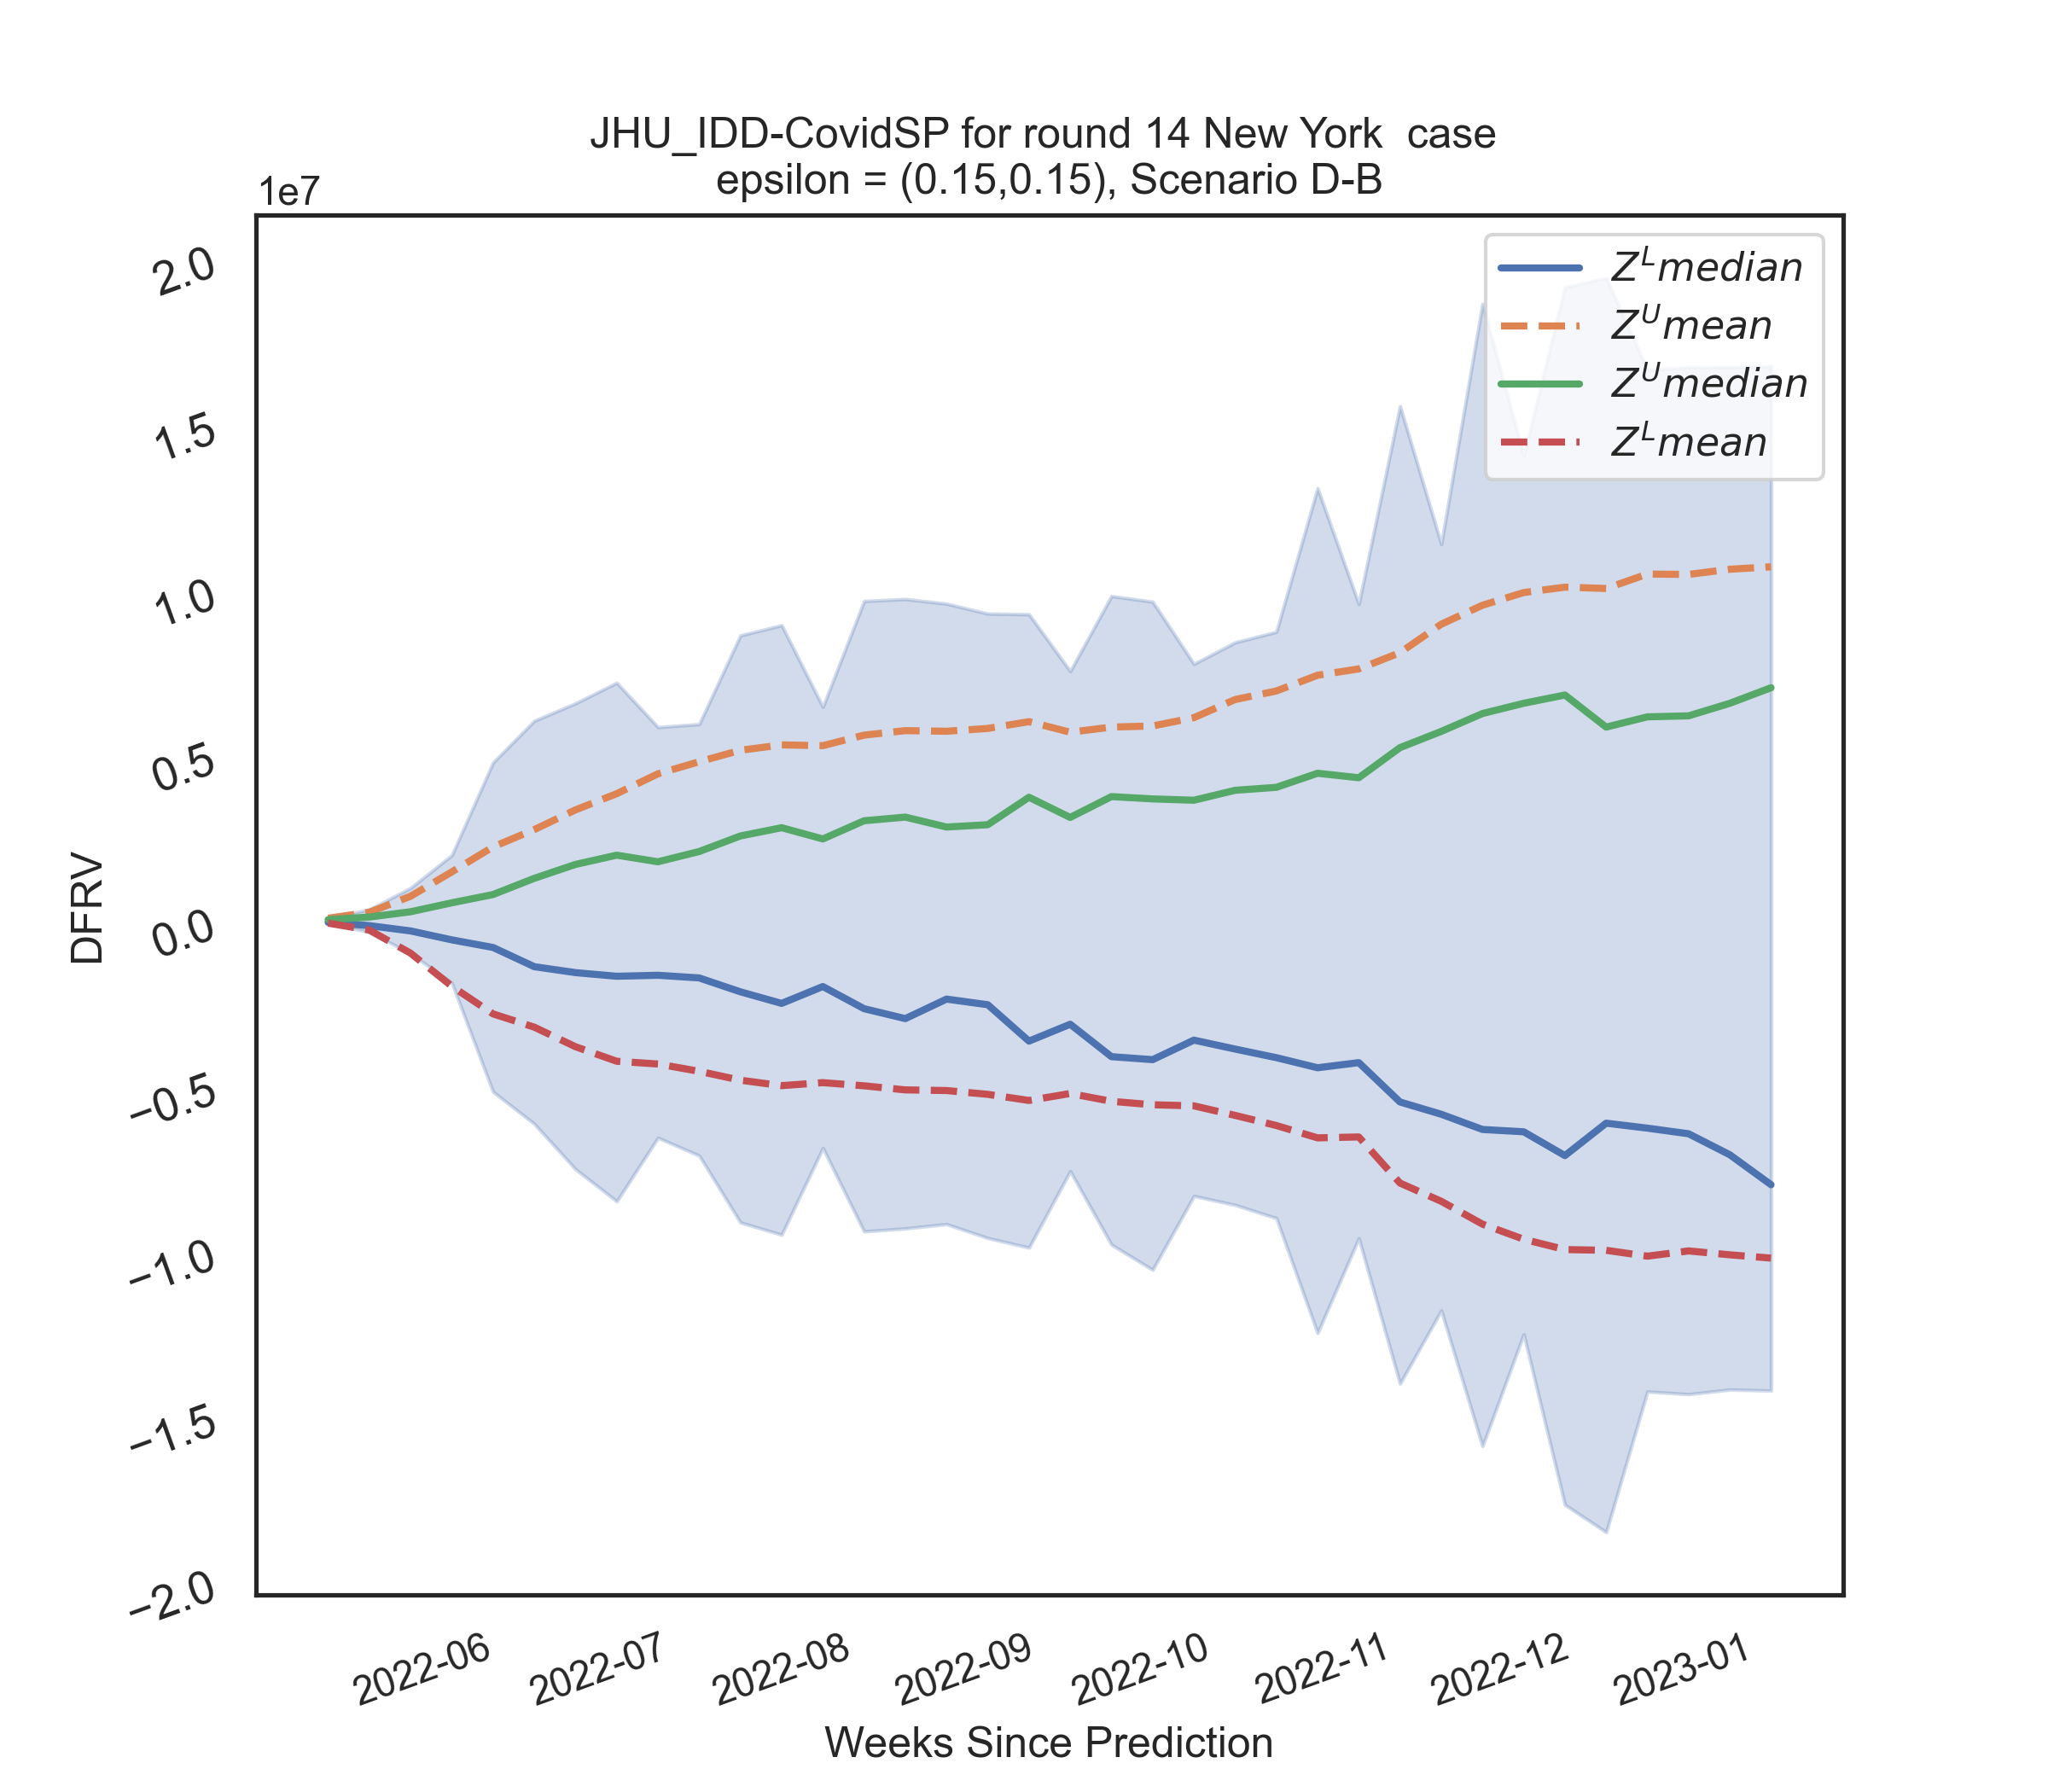 JHU_IDD-CovidSP for round 14 New York  case
epsilon = (0.15,0.15), Scenario D-B
1e7
2.0
1.5
1.0
0.5
0.0
−0.5
−1.0
−1.5
−2.0
DFRV
Z^L median
Z^U mean
Z^U median
Z^L mean
2022-06
2022-07
2022-08
2022-09
2022-10
2022-11
2022-12
2023-01
Weeks Since Prediction